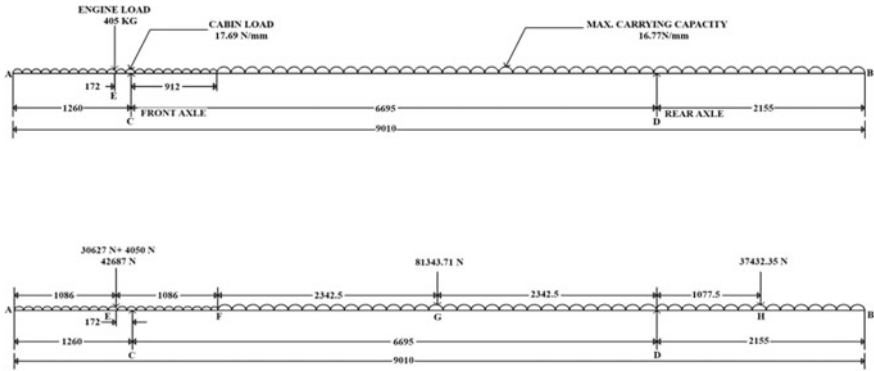 ENGINE LOAD
405 KG
CABIN LOAD
17.69 N/mm
MAX. CARRYING CAPACITY
16.77N/mm
A
B
172
E
912
1260
6695
2155
FRONT AXLE
C
D
REAR AXLE
9010
30627 N+ 4050 N
42687 N
81343.71 N
37432.35 N
1086
1086
2342.5
2342.5
1077.5
A
E
F
G
H
B
172
1260
6695
2155
C
D
9010